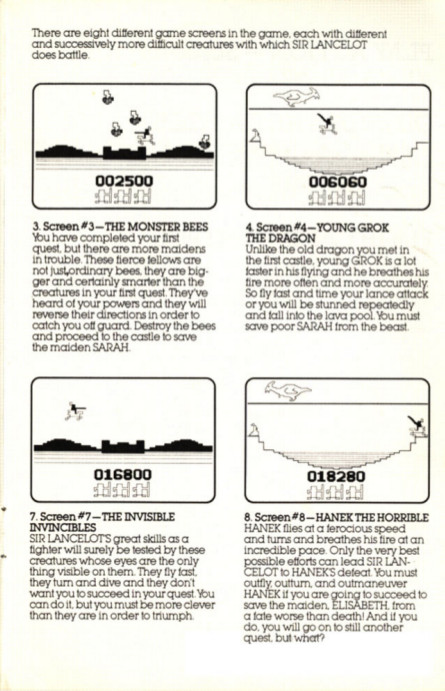 There are eight different game screens in the game, each with different
and successively more difficult creatures with which SIR LANCELOT
does battle.
002500
3. Screen #3—THE MONSTER BEES
You have completed your first
quest, but there are more maidens
in trouble. These fierce fellows are
not just ordinary bees, they are big-
ger and certainly smarter than the
creatures in your first quest. They've
heard of your powers and they will
reverse their directions in order to
catch you off guard. Destroy the bees
and proceed to the castle to save
the maiden SARAH.
006060
4. Screen #4—YOUNG GROK
THE DRAGON
Unlike the old dragon you met in
the first castle, young GROK is a lot
faster in his flying and he breathes his
fire more often and more accurately.
So fly fast and time your lance attack
or you will be stunned repeatedly
and fall into the lava pool. You must
save poor SARAH from the beast.
016800
7. Screen #7—THE INVISIBLE
INVINCIBLES
SIR LANCELOT'S great skills as a
fighter will surely be tested by these
creatures whose eyes are the only
thing visible on them. They fly fast,
they turn and dive and they don't
want you to succeed in your quest. You
can do it, but you must be more clever
than they are in order to triumph.
018280
8. Screen #8—HANEK THE HORRIBLE
HANEK flies at a ferocious speed
and turns and breathes his fire at an
incredible pace. Only the very best
possible efforts can lead SIR LAN-
CELOT to HANEK'S defeat. You must
outfly, outturn, and outmaneuver
HANEK if you are going to succeed to
save the maiden, ELISABETH, from
a fate worse than death! And if you
do, you will go on to still another
quest, but what?